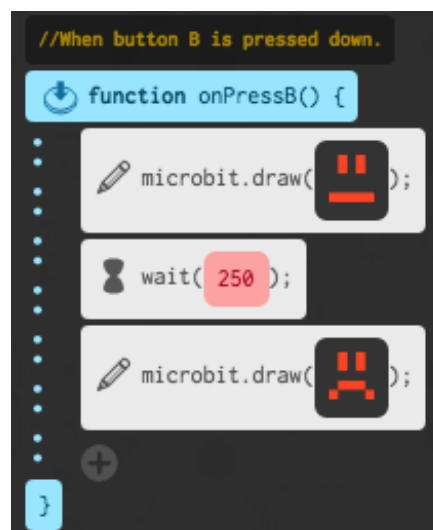 //When button B is pressed down.
function onPressB() {
microbit.draw( );
wait( 250 );
microbit.draw( );
}